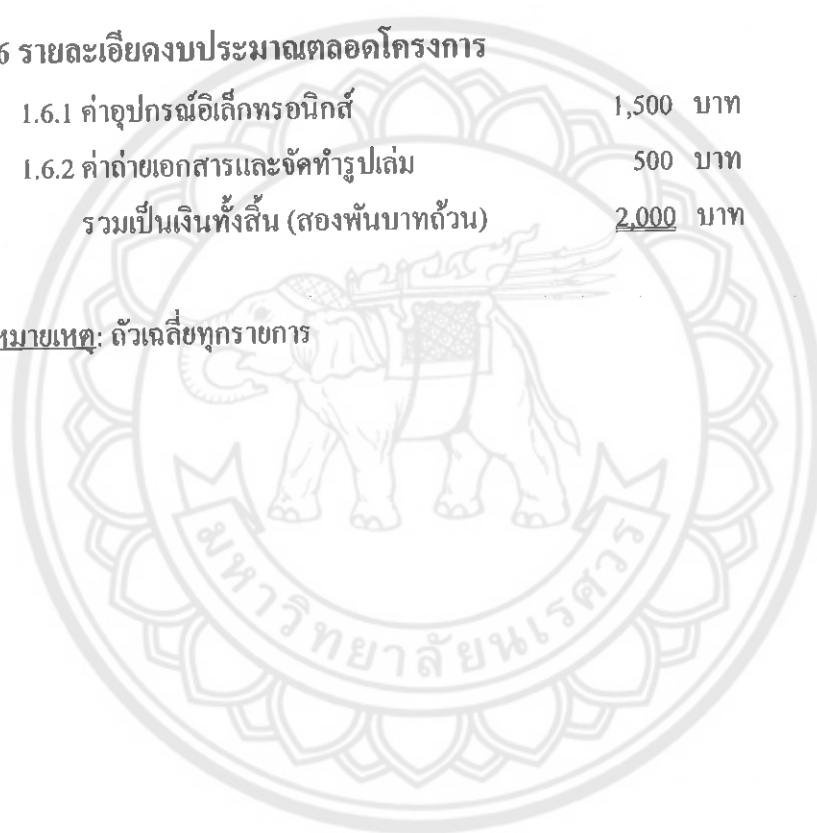 6 รายละเอียดงบประมาณตลอดโครงการ
1.6.1 ค่าอุปกรณ์อิเล็กทรอนิกส์ 1,500 บาท
1.6.2 ค่าถ่ายเอกสารและจัดทำรูปเล่ม 500 บาท
รวมเป็นเงินทั้งสิ้น (สองพันบาทถ้วน) 2,000 บาท
หมายเหตุ: ถัวเฉลี่ยทุกรายการ
มหาวิทยาลัยนเรศวร